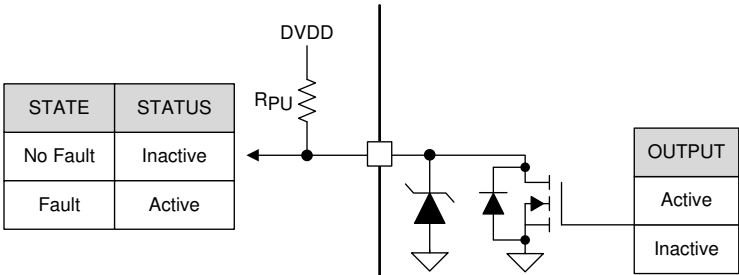 DVDD
RPU
STATE STATUS
No Fault Inactive
Fault Active
OUTPUT
Active
Inactive